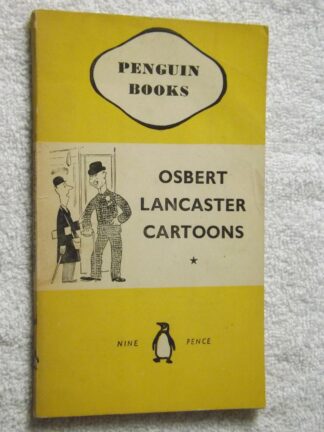 PENGUIN
BOOKS
OSBERT
LANCASTER
CARTOONS
★
NINE PENCE